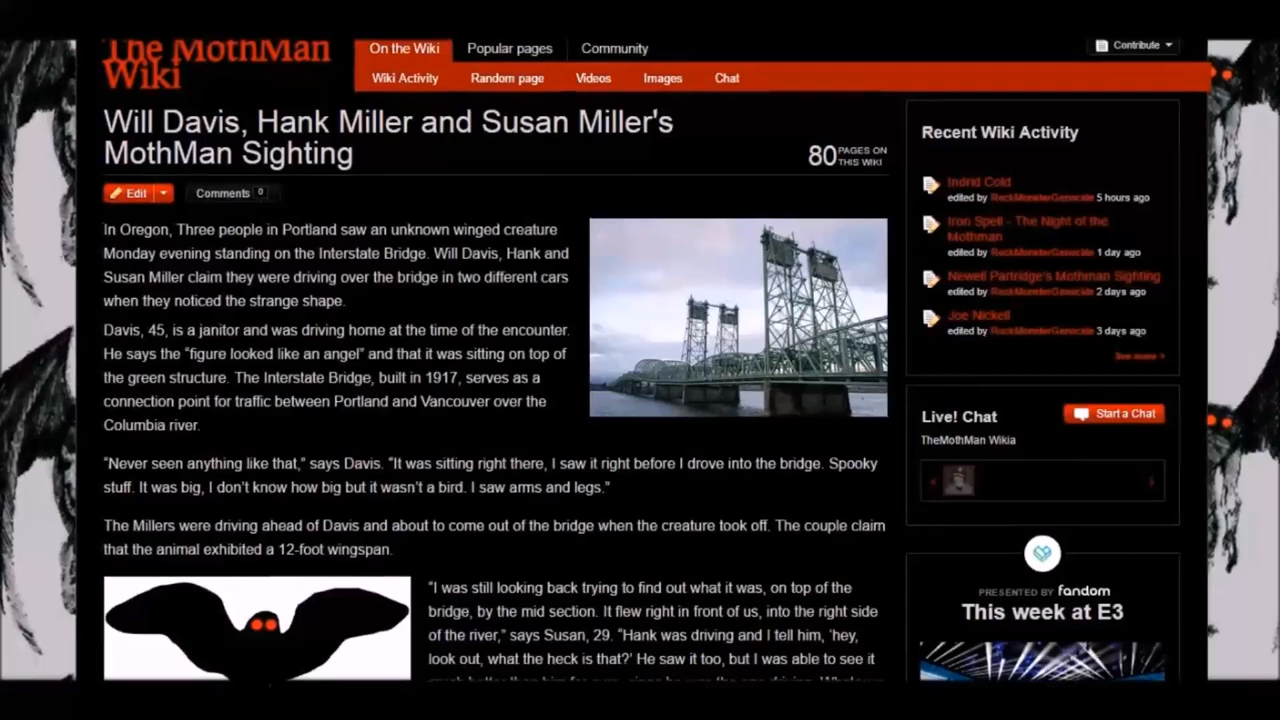 The MothMan
Wiki
On the Wiki
Popular pages
Community
Contribute
Wiki Activity
Random page
Videos
Images
Chat
Will Davis, Hank Miller and Susan Miller's
MothMan Sighting
80 PAGES ON
THIS WIKI
Edit
Comments 0
In Oregon, Three people in Portland saw an unknown winged creature
Monday evening standing on the Interstate Bridge. Will Davis, Hank and
Susan Miller claim they were driving over the bridge in two different cars
when they noticed the strange shape.
Davis, 45, is a janitor and was driving home at the time of the encounter.
He says the “figure looked like an angel” and that it was sitting on top of
the green structure. The Interstate Bridge, built in 1917, serves as a
connection point for traffic between Portland and Vancouver over the
Columbia river.
“Never seen anything like that,” says Davis. “It was sitting right there, I saw it right before I drove into the bridge. Spooky
stuff. It was big, I don’t know how big but it wasn’t a bird. I saw arms and legs.”
The Millers were driving ahead of Davis and about to come out of the bridge when the creature took off. The couple claim
that the animal exhibited a 12-foot wingspan.
“I was still looking back trying to find out what it was, on top of the
bridge, by the mid section. It flew right in front of us, into the right side
of the river,” says Susan, 29. “Hank was driving and I tell him, ‘hey,
look out, what the heck is that?’ He saw it too, but I was able to see it
Recent Wiki Activity
Indrid Cold
edited by RockMonsterGenocide 5 hours ago
Iron Spell - The Night of the
Mothman
edited by RockMonsterGenocide 1 day ago
Newell Partridge's Mothman Sighting
edited by RockMonsterGenocide 2 days ago
Joe Nickell
edited by RockMonsterGenocide 3 days ago
See more >
Live! Chat
Start a Chat
TheMothMan Wikia
PRESENTED BY fandom
This week at E3